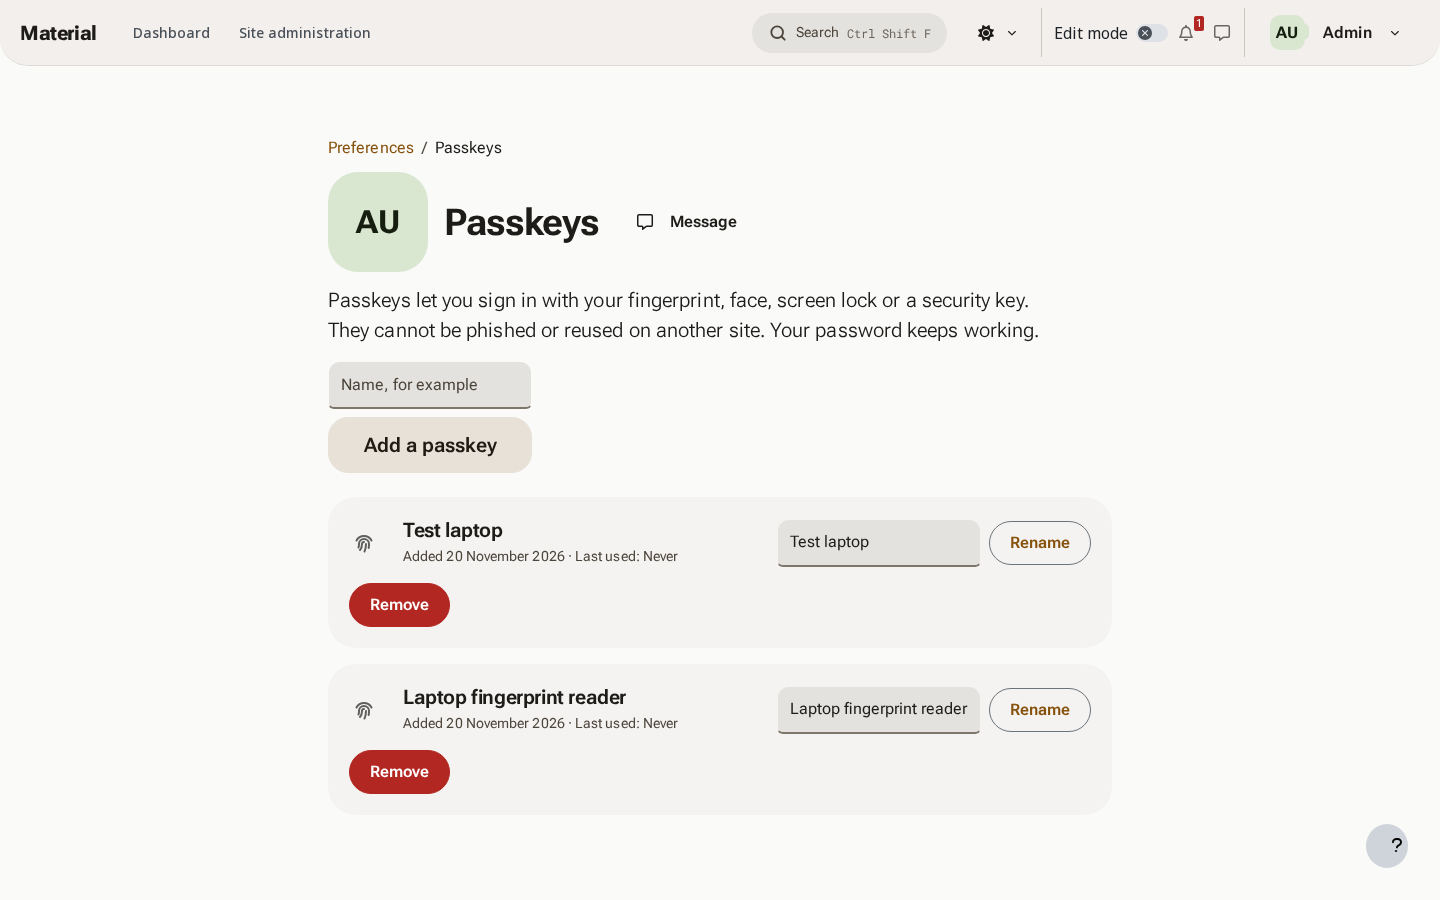 Material
Dashboard
Site administration
Search Ctrl Shift F
Edit mode
1
AU
Admin
Preferences / Passkeys
AU
Passkeys
Message
Passkeys let you sign in with your fingerprint, face, screen lock or a security key.
They cannot be phished or reused on another site. Your password keeps working.
Name, for example
Add a passkey
Test laptop
Added 20 November 2026 · Last used: Never
Test laptop
Rename
Remove
Laptop fingerprint reader
Added 20 November 2026 · Last used: Never
Laptop fingerprint reader
Rename
Remove
?